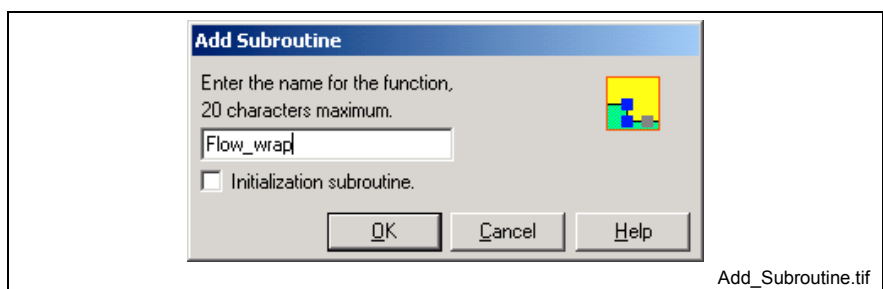 Add Subroutine
Enter the name for the function,
20 characters maximum.
Flow_wrap
Initialization subroutine.
OK
Cancel
Help
Add_Subroutine.tif